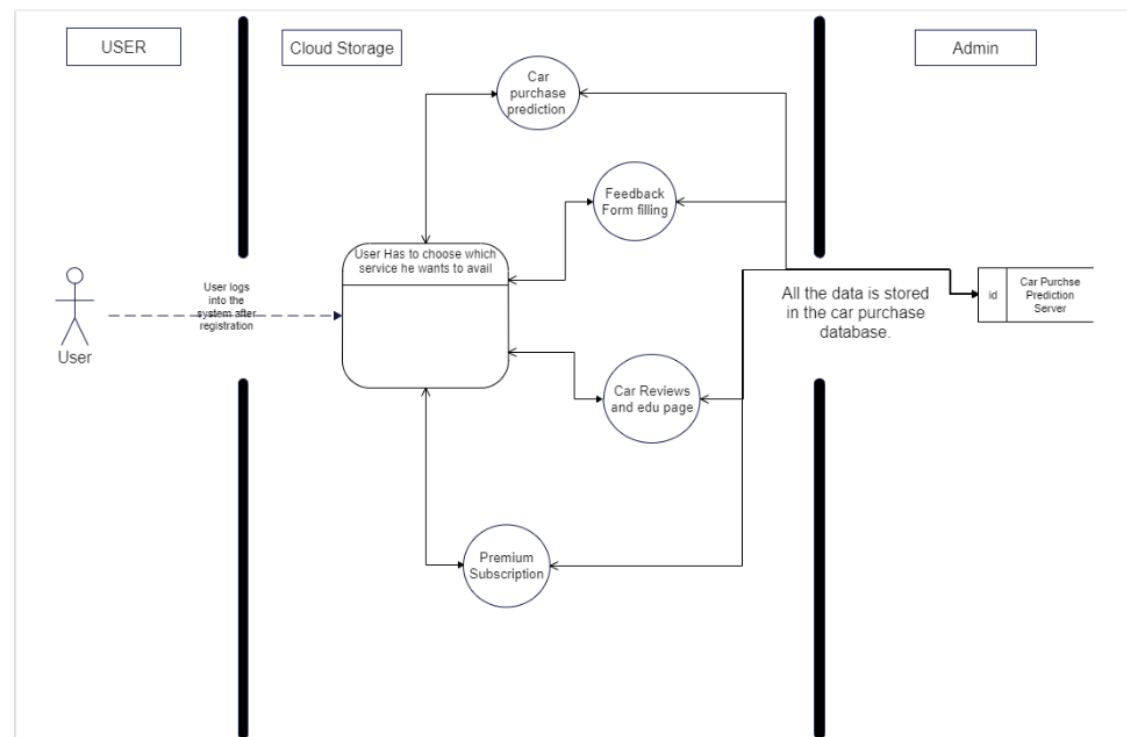 USER
Cloud Storage
Admin
Car
purchase
prediction
Feedback
Form filling
User Has to choose which
service he wants to avail
User logs
into the
system after
registration
User
All the data is stored
in the car purchase
database.
id
Car Purchse
Prediction
Server
Car Reviews
and edu page
Premium
Subscription